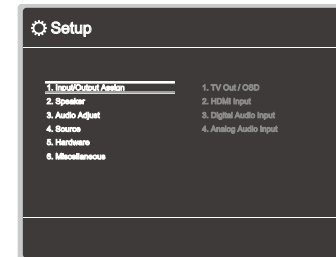 Setup
1. Input/Output Assign
2. Speaker
3. Audio Adjust
4. Source
5. Hardware
6. Miscellaneous
1. TV Out / OSD
2. HDMI Input
3. Digital Audio Input
4. Analog Audio Input